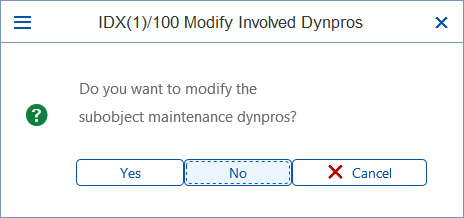 IDX(1)/100 Modify Involved Dynpros
Do you want to modify the
subobject maintenance dynpros?
Yes
No
Cancel